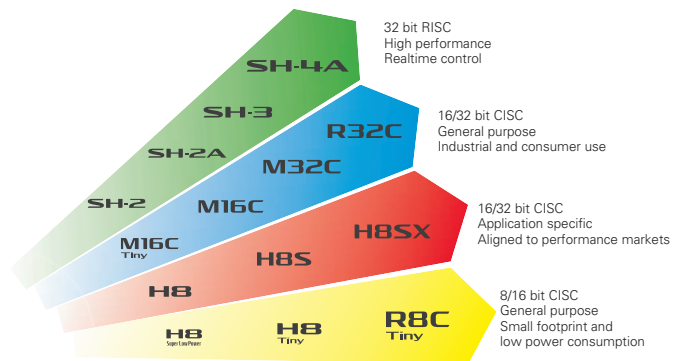 SH-4A
SH-3
SH-2A
SH-2
32 bit RISC
High performance
Realtime control
R32C
M32C
M16C
M16C
Tiny
16/32 bit CISC
General purpose
Industrial and consumer use
H8SX
H8S
H8
16/32 bit CISC
Application specific
Aligned to performance markets
R8C
Tiny
H8
Tiny
H8
Super Low Power
8/16 bit CISC
General purpose
Small footprint and
low power consumption